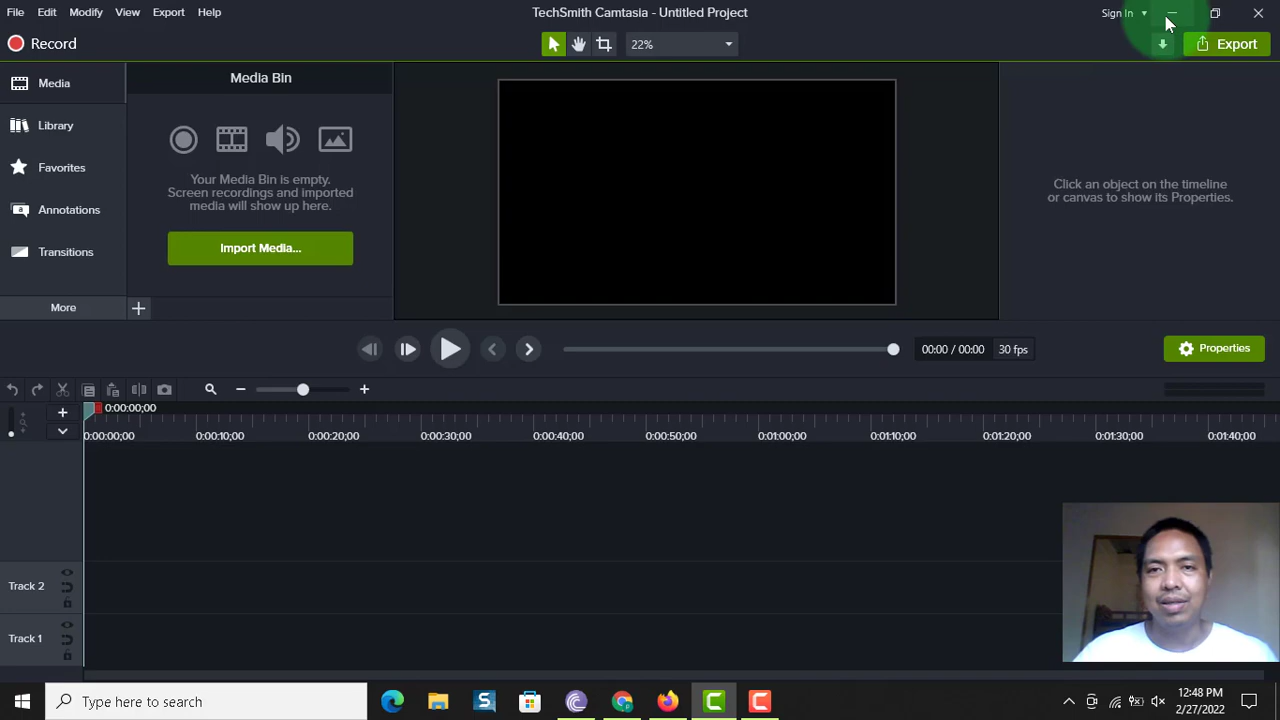 File Edit Modify View Export Help
TechSmith Camtasia - Untitled Project
Sign In
Record
22%
Export
Media
Library
Favorites
Annotations
Transitions
More
Media Bin
Your Media Bin is empty.
Screen recordings and imported
media will show up here.
Import Media...
Click an object on the timeline
or canvas to show its Properties.
00:00 / 00:00 30 fps
Properties
0:00:00;00
0:00:00;00 0:00:10;00 0:00:20;00 0:00:30;00 0:00:40;00 0:00:50;00 0:01:00;00 0:01:10;00 0:01:20;00 0:01:30;00 0:01:40;00
Track 2
Track 1
Type here to search
S
12:48 PM
2/27/2022